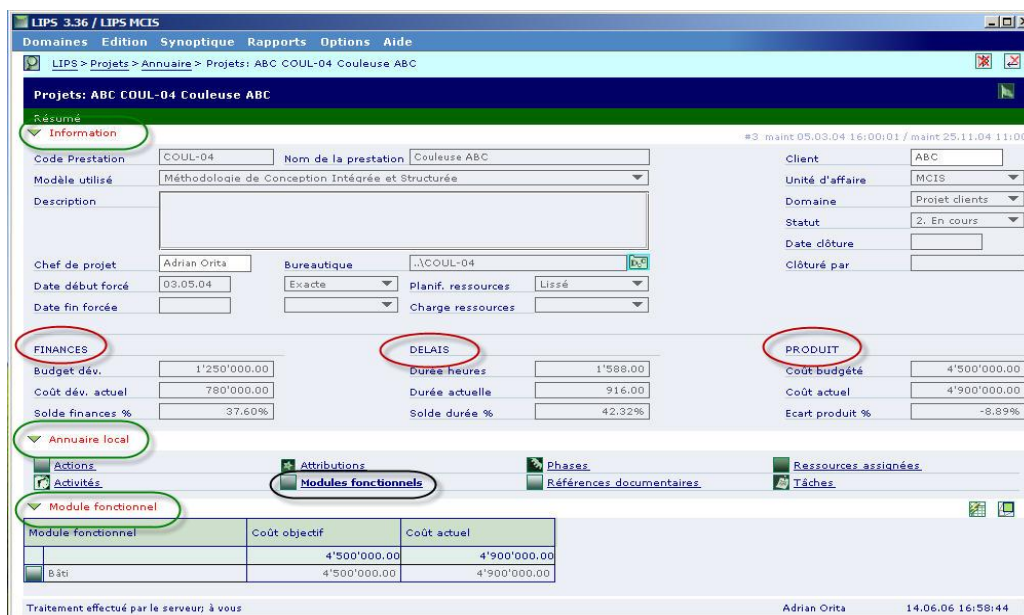 LIPS 3.36 / LIPS MCIS
Domaines Edition Synoptique Rapports Options Aide
LIPS > Projets > Annuaire > Projets: ABC COUL-04 Couleuse ABC
Projets: ABC COUL-04 Couleuse ABC
Résumé
Information
#3 maint 05.03.04 16:00:01 / maint 25.11.04 11:00
Code Prestation COUL-04 Nom de la prestation Couleuse ABC Client ABC
Modèle utilisé Méthodologie de Conception Intégrée et Structurée Unité d'affaire MCIS
Description Domaine Projet clients
Statut 2. En cours
Date clôture
Chef de projet Adrian Orita Bureautique ..\COUL-04 Clôturé par
Date début forcé 03.05.04 Exacte Planif. ressources Lissé
Date fin forcée Charge ressources
FINANCES DELAIS PRODUIT
Budget dév. 1'250'000.00 Durée heures 1'588.00 Coût budgété 4'500'000.00
Coût dév. actuel 780'000.00 Durée actuelle 916.00 Coût actuel 4'900'000.00
Solde finances % 37.60% Solde durée % 42.32% Ecart produit % -8.89%
Annuaire local
Actions Attributions Phases Ressources assignées
Activités Modules fonctionnels Références documentaires Tâches
Module fonctionnel
Module fonctionnel Coût objectif Coût actuel
4'500'000.00 4'900'000.00
Bâti 4'500'000.00 4'900'000.00
Traitement effectué par le serveur; à vous Adrian Orita 14.06.06 16:58:44